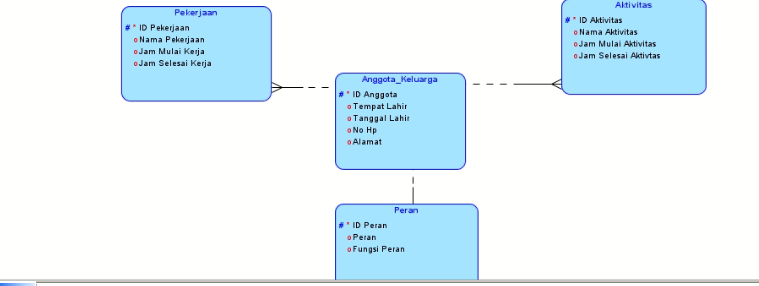 Pekerjaan
# * ID Pekerjaan
o Nama Pekerjaan
o Jam Mulai Kerja
o Jam Selesai Kerja
Aktivitas
# * ID Aktivitas
o Nama Aktivitas
o Jam Mulai Aktivitas
o Jam Selesai Aktivtas
Anggota_Keluarga
# * ID Anggota
o Tempat Lahir
o Tanggal Lahir
o No Hp
o Alamat
Peran
# * ID Peran
o Peran
o Fungsi Peran